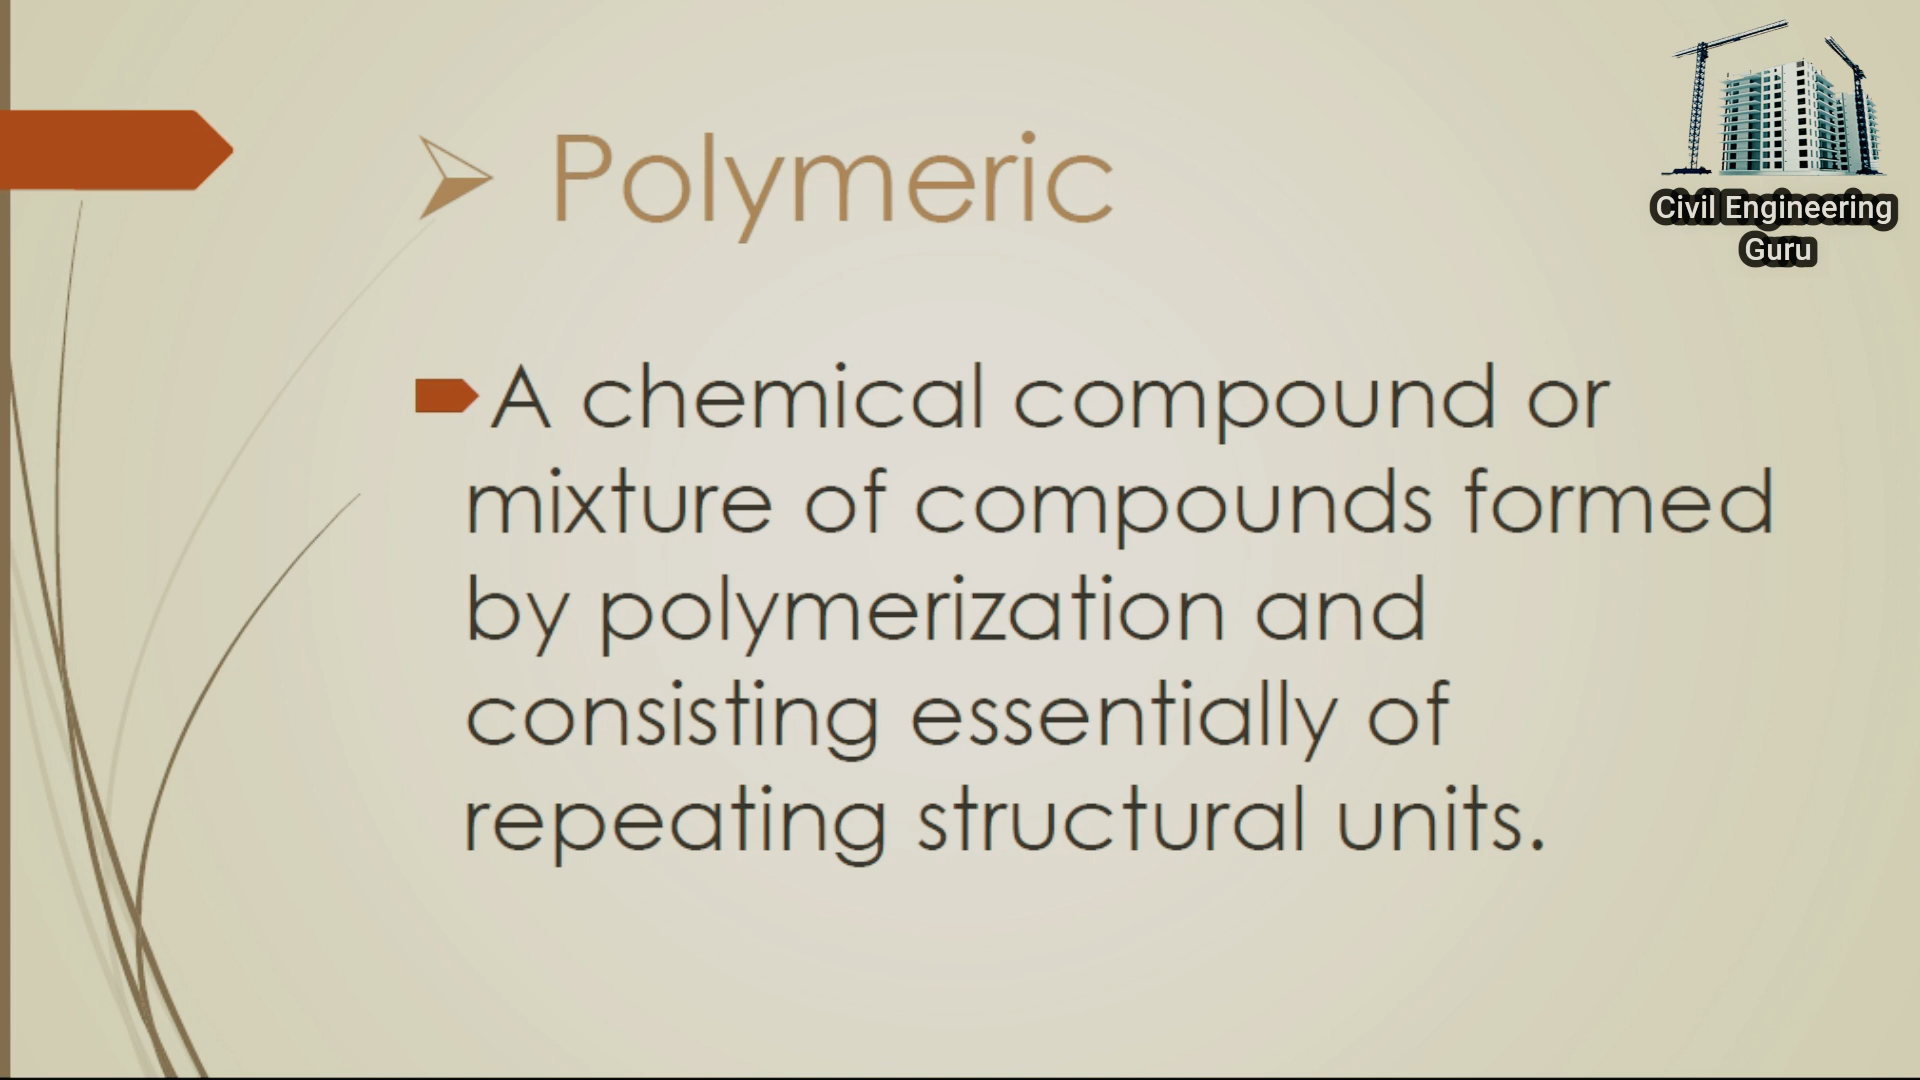 Polymeric
A chemical compound or
mixture of compounds formed
by polymerization and
consisting essentially of
repeating structural units.
Civil Engineering
Guru